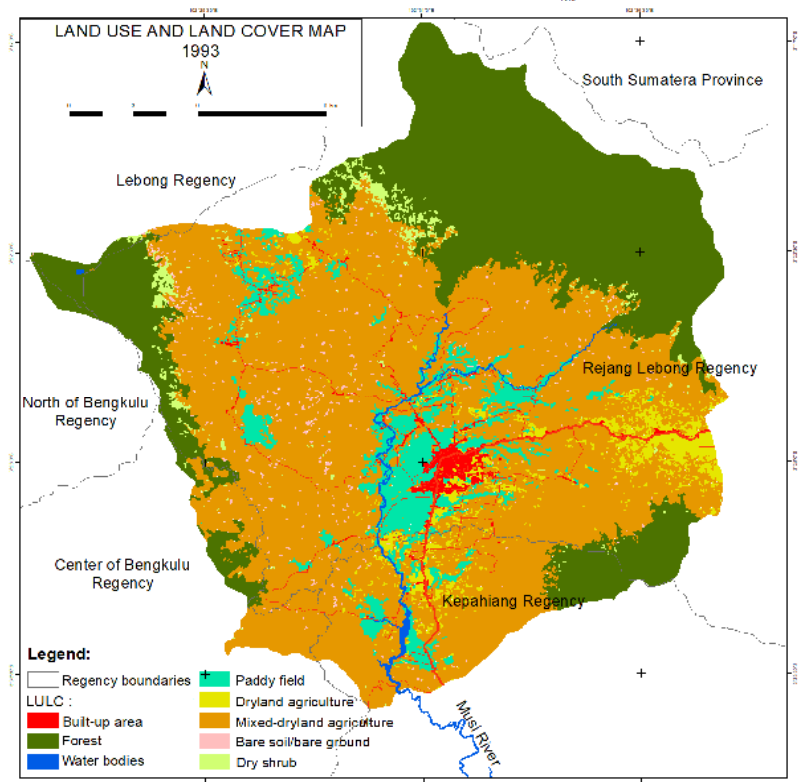 LAND USE AND LAND COVER MAP
1993
N
South Sumatera Province
Lebong Regency
Rejang Lebong Regency
North of Bengkulu
Regency
Center of Bengkulu
Regency
Kepahiang Regency
Musi River
Legend:
Regency boundaries
LULC :
Built-up area
Forest
Water bodies
Paddy field
Dryland agriculture
Mixed-dryland agriculture
Bare soil/bare ground
Dry shrub